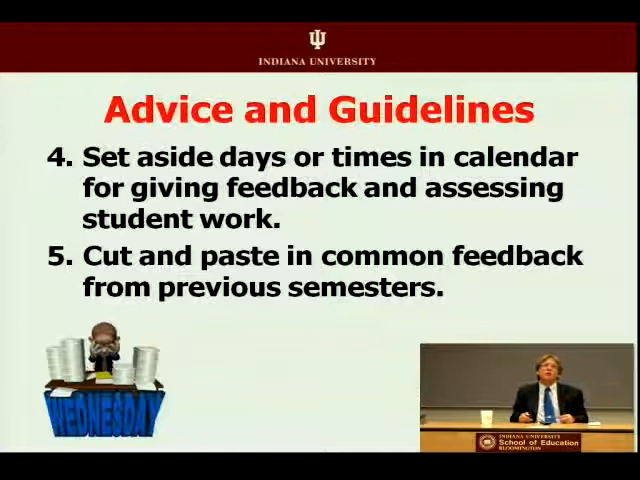 INDIANA UNIVERSITY
Advice and Guidelines
4. Set aside days or times in calendar
for giving feedback and assessing
student work.
5. Cut and paste in common feedback
from previous semesters.
WEDNESDAY
INDIANA UNIVERSITY
School of Education
BLOOMINGTON